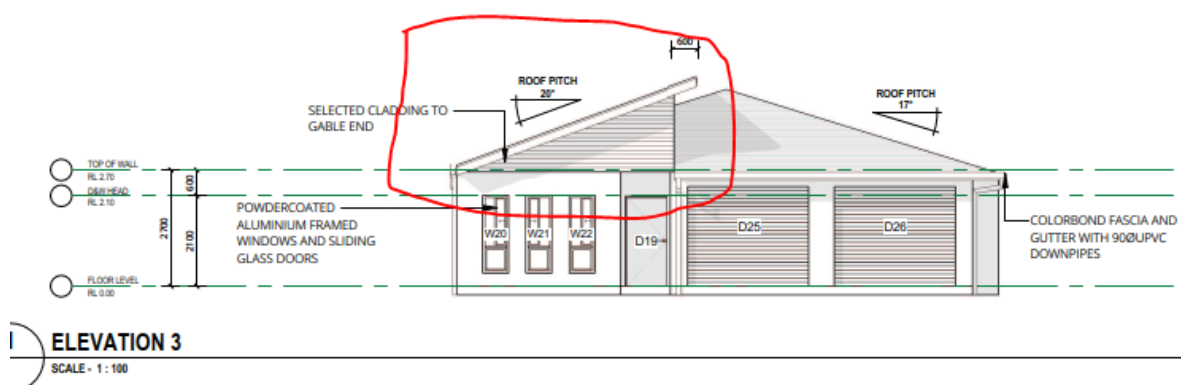 600
ROOF PITCH
20°
ROOF PITCH
17°
SELECTED CLADDING TO
GABLE END
TOP OF WALL
RL 2.70
D&W HEAD
RL 2.10
600
2700
2100
POWDERCOATED
ALUMINIUM FRAMED
WINDOWS AND SLIDING
GLASS DOORS
W20
W21
W22
D19
D25
D26
COLORBOND FASCIA AND
GUTTER WITH 90ØUPVC
DOWNPIPES
FLOOR LEVEL
RL 0.00
ELEVATION 3
SCALE - 1 : 100